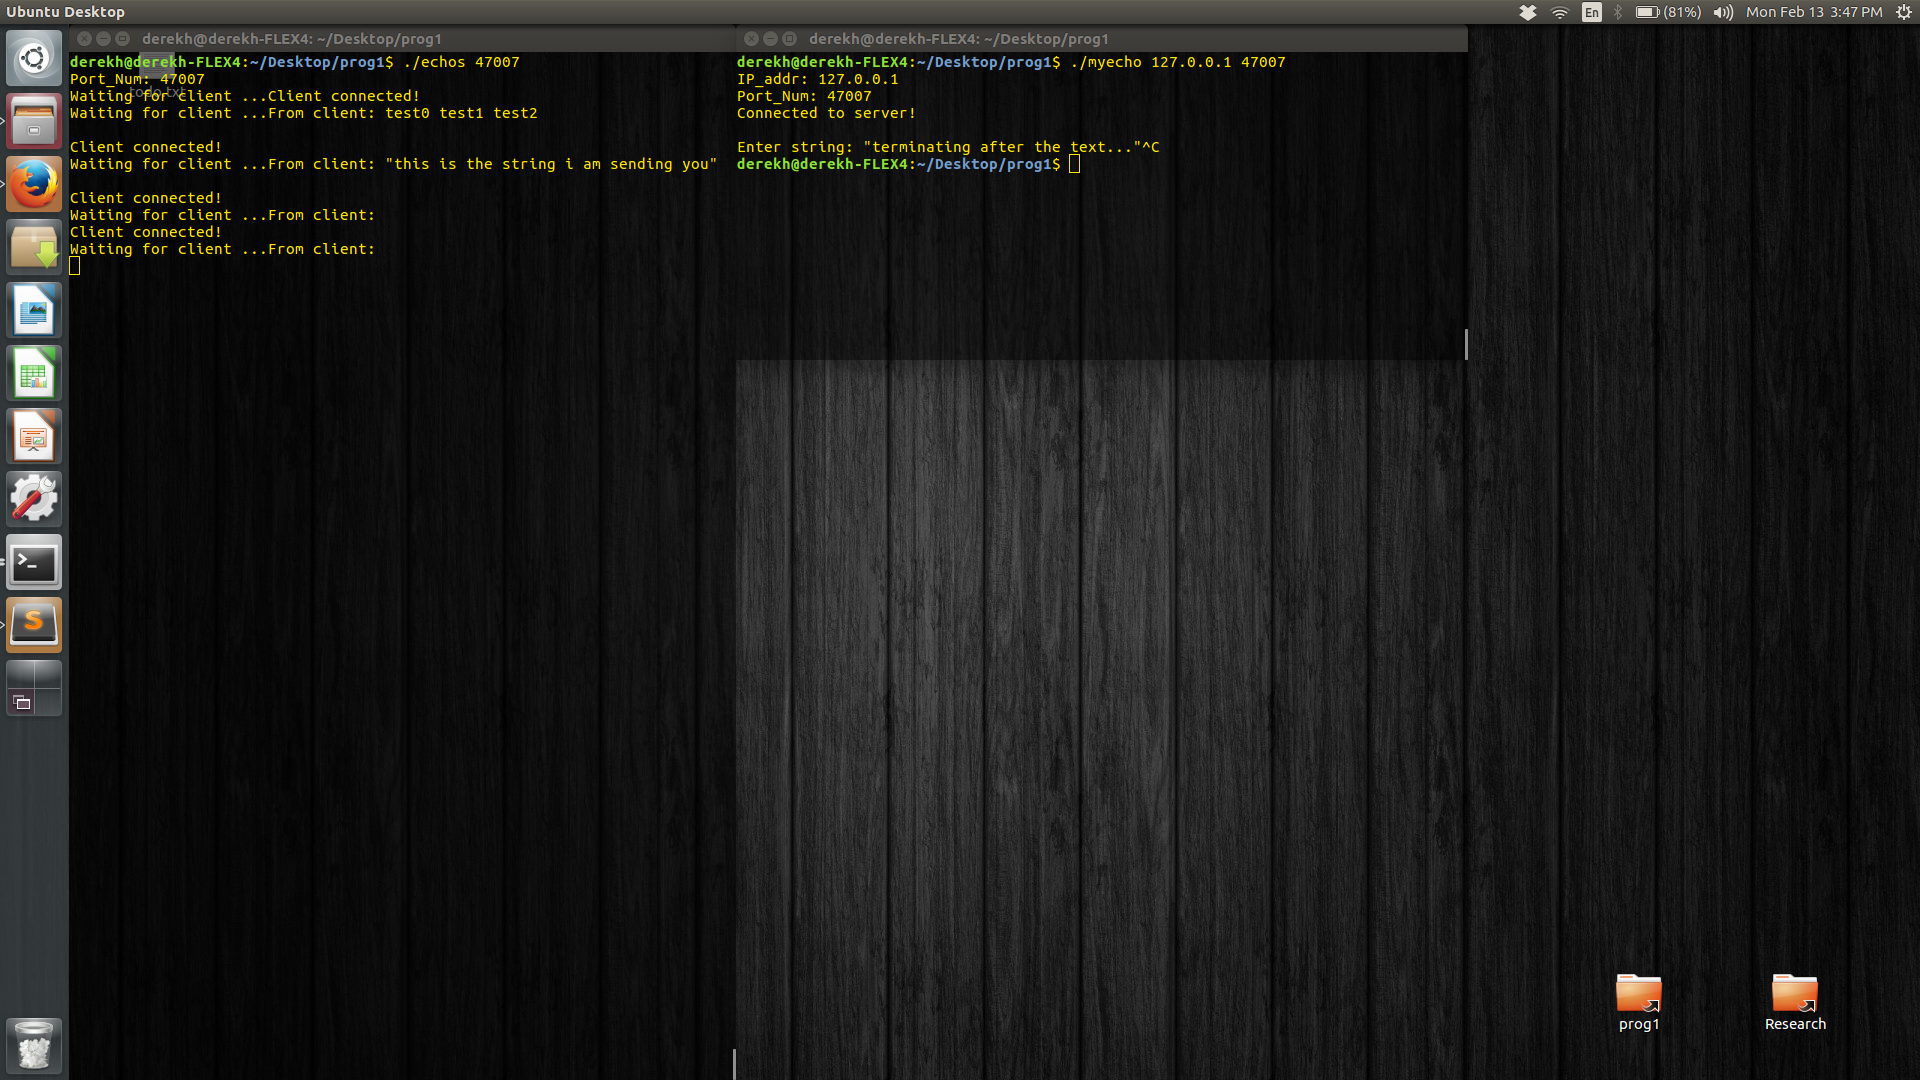 Ubuntu Desktop
En
(81%)
Mon Feb 13 3:47 PM
derekh@derekh-FLEX4: ~/Desktop/prog1
derekh@derekh-FLEX4:~/Desktop/prog1$ ./echos 47007
Port_Num: 47007
to do.txt
Waiting for client ...Client connected!
Waiting for client ...From client: test0 test1 test2
Client connected!
Waiting for client ...From client: "this is the string i am sending you"
Client connected!
Waiting for client ...From client:
Client connected!
Waiting for client ...From client:
derekh@derekh-FLEX4: ~/Desktop/prog1
derekh@derekh-FLEX4:~/Desktop/prog1$ ./myecho 127.0.0.1 47007
IP_addr: 127.0.0.1
Port_Num: 47007
Connected to server!
Enter string: "terminating after the text..."^C
derekh@derekh-FLEX4:~/Desktop/prog1$
prog1
Research